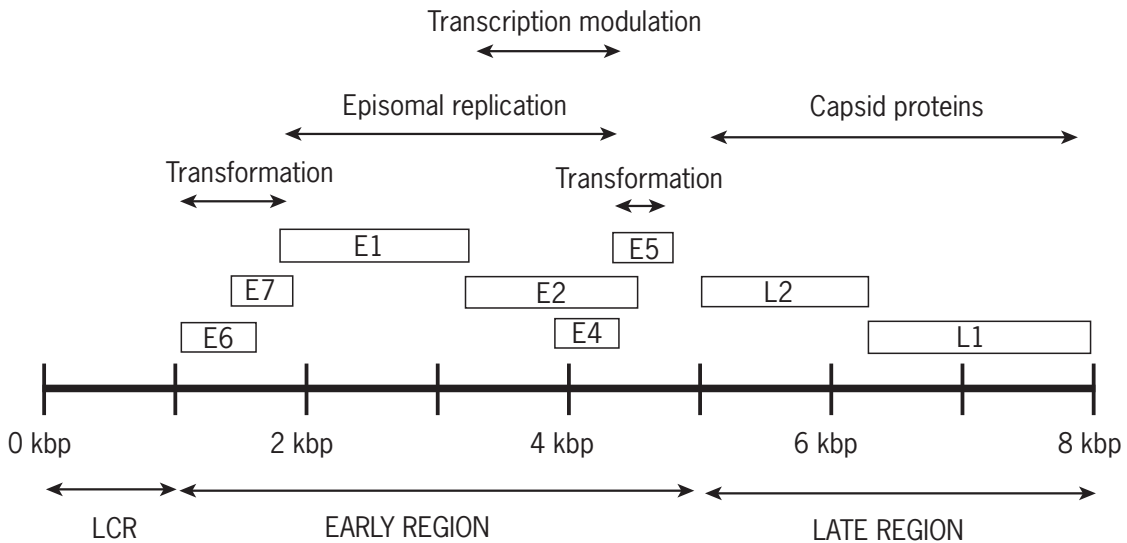 Transcription modulation
Episomal replication
Capsid proteins
Transformation
Transformation
E1
E5
E7
E2
L2
E6
E4
L1
0 kbp
2 kbp
4 kbp
6 kbp
8 kbp
LCR
EARLY REGION
LATE REGION